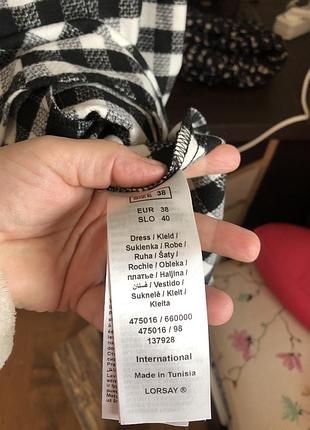 SIZE 38
EUR 38
SLO 40
Dress / Kleid /
Sukienka / Robe /
Ruha / Šaty /
Rochie / Obleka /
платье / Haljina /
فستان / Vestido /
Suknelė / Kleit /
Kleita
475016 / 660000
475016 / 98
137928
International
Made in Tunisia
LORSAY ®